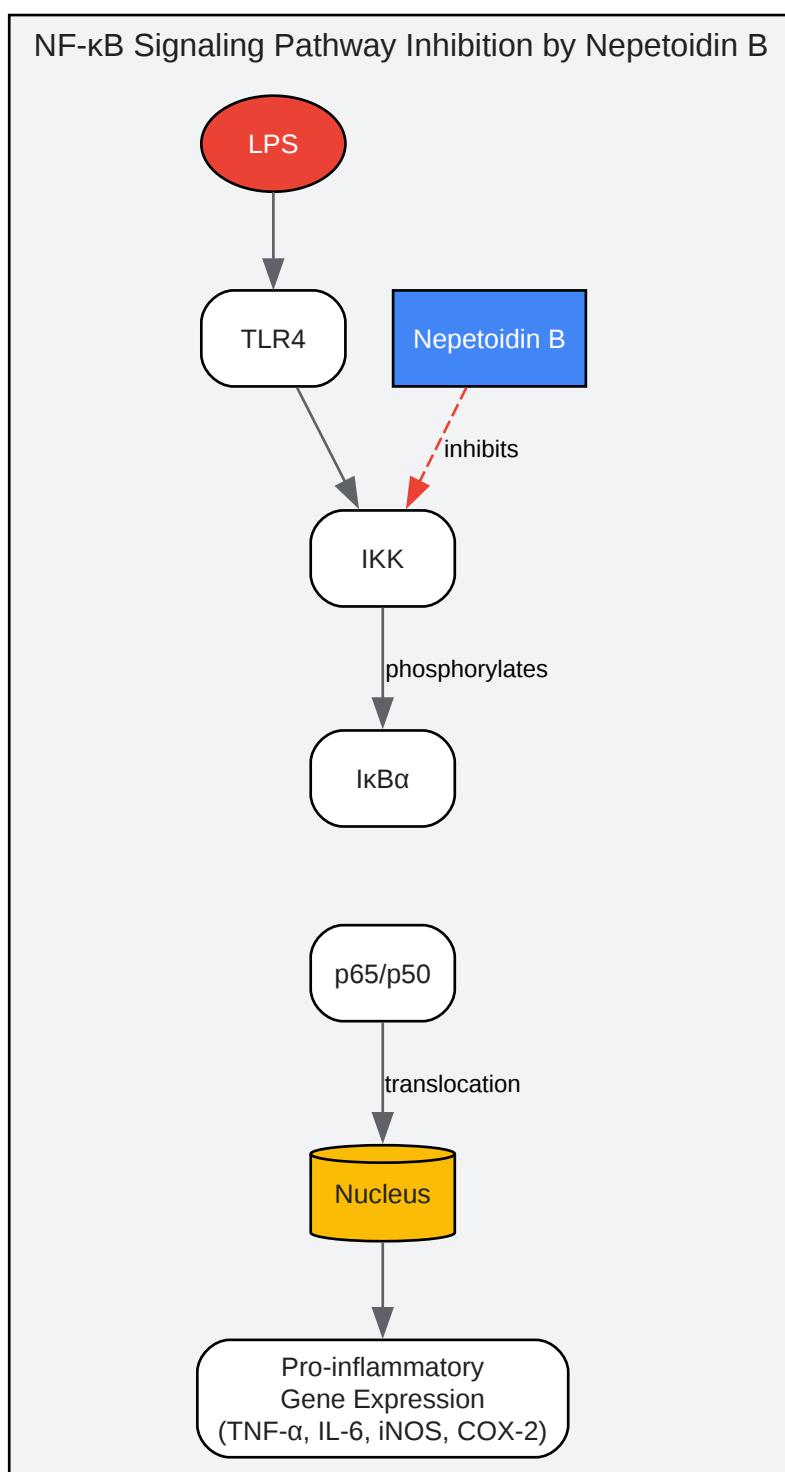 NF-κB Signaling Pathway Inhibition by Nepetoidin B
LPS
TLR4
Nepetoidin B
inhibits
IKK
phosphorylates
IκBα
p65/p50
translocation
Nucleus
Pro-inflammatory
Gene Expression
(TNF-α, IL-6, iNOS, COX-2)